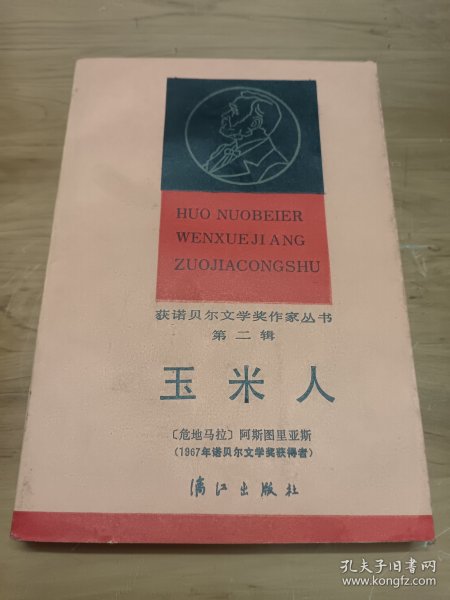 HUO NUOBEIER
WENXUEJIANG
ZUOJIACONGSHU
获诺贝尔文学奖作家丛书
第二辑
玉米人
〔危地马拉〕阿斯图里亚斯
(1967年诺贝尔文学奖获得者)
漓江出版社
孔夫子旧书网
www.kongfz.com